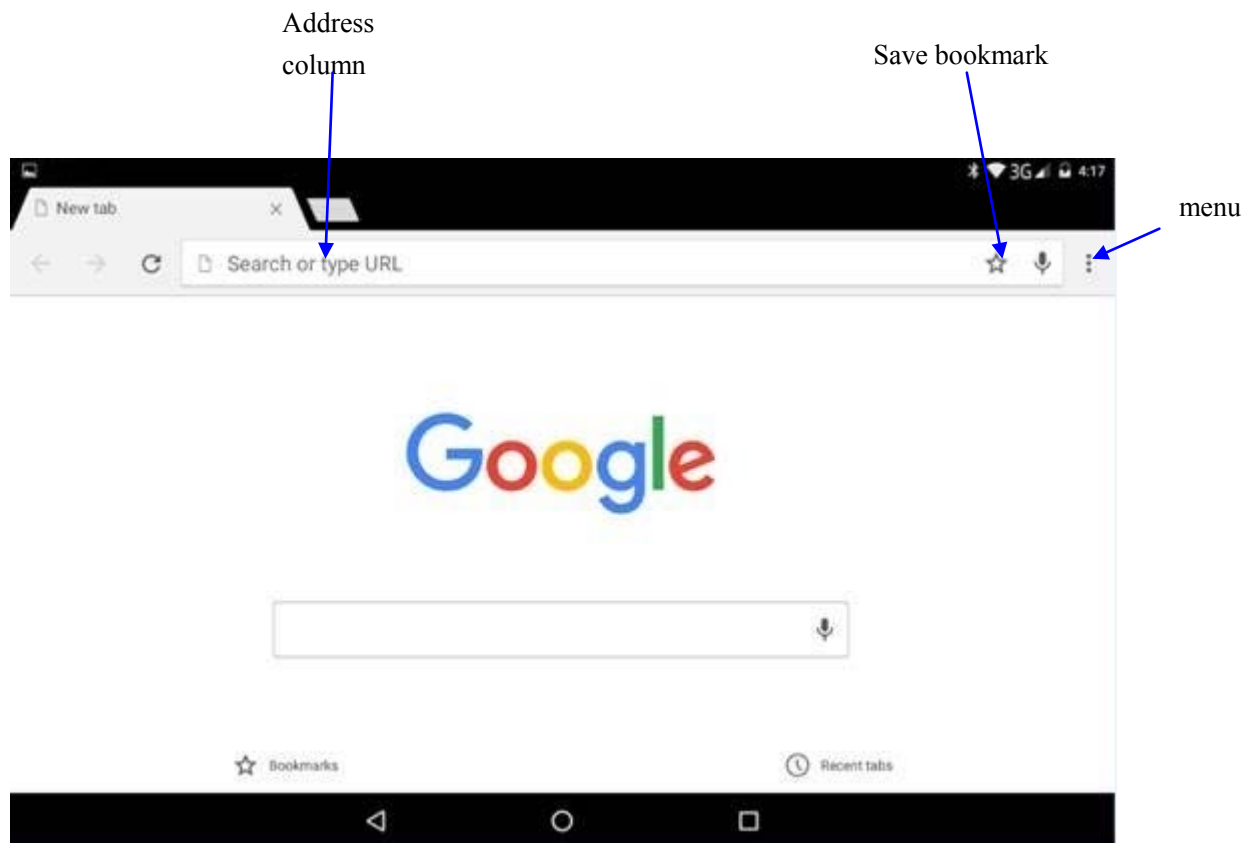 Address
column
Save bookmark
3G 4:17
New tab
menu
Search or type URL
Google
Bookmarks
Recent tabs